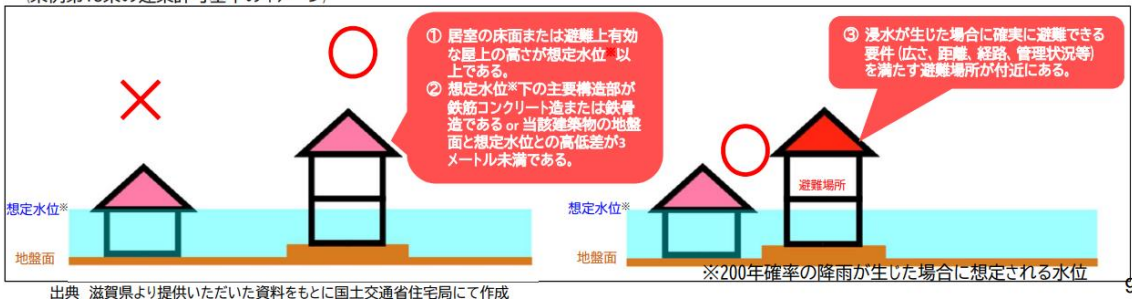 ① 居室の床面または避難上有効
な屋上の高さが想定水位※以
上である。
② 想定水位※下の主要構造部が
鉄筋コンクリート造または鉄骨
造である or 当該建築物の地盤
面と想定水位との高低差が3
メートル未満である。
③ 浸水が生じた場合に確実に避難できる
要件(広さ、距離、経路、管理状況等)
を満たす避難場所が付近にある。
想定水位※
地盤面
避難場所
想定水位※
地盤面
※200年確率の降雨が生じた場合に想定される水位
出典 滋賀県より提供いただいた資料をもとに国土交通省住宅局にて作成
9